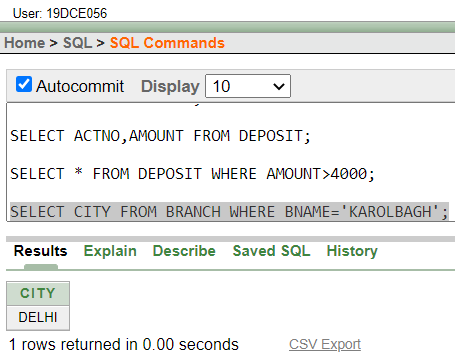 User: 19DCE056
Home > SQL > SQL Commands
Autocommit Display 10
SELECT ACTNO,AMOUNT FROM DEPOSIT;
SELECT * FROM DEPOSIT WHERE AMOUNT>4000;
SELECT CITY FROM BRANCH WHERE BNAME='KAROLBAGH';
Results Explain Describe Saved SQL History
CITY
DELHI
1 rows returned in 0.00 seconds CSV Export